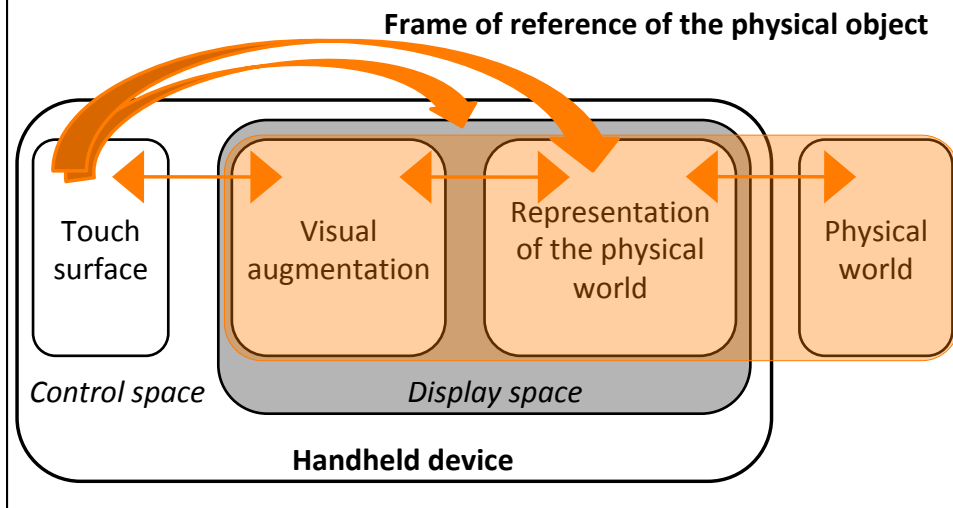 Frame of reference of the physical object
Touch
surface
Visual
augmentation
Representation
of the physical
world
Physical
world
Control space
Display space
Handheld device